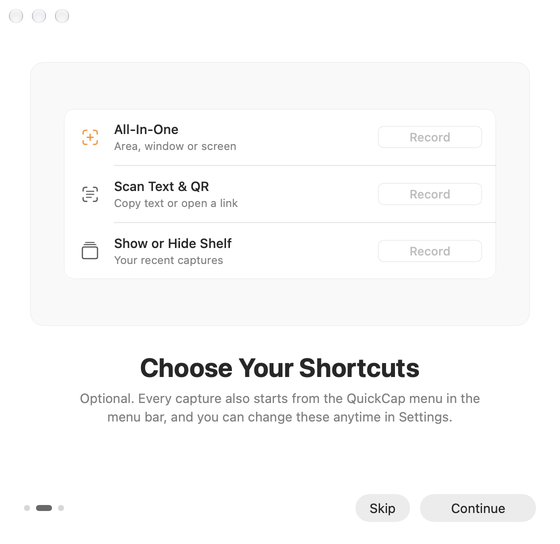 All-In-One
Area, window or screen
Record
Scan Text & QR
Copy text or open a link
Record
Show or Hide Shelf
Your recent captures
Record
Choose Your Shortcuts
Optional. Every capture also starts from the QuickCap menu in the
menu bar, and you can change these anytime in Settings.
Skip
Continue